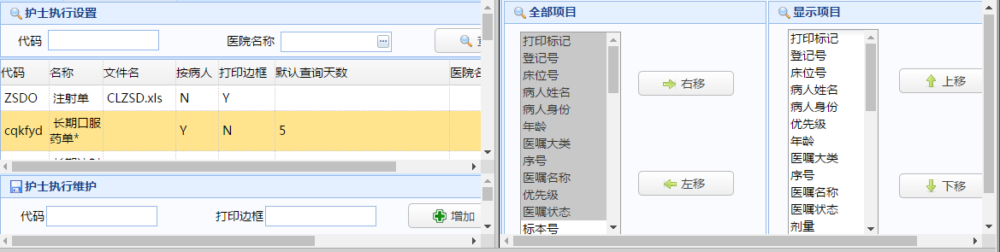 护士执行设置
代码
医院名称
代码 名称 文件名 按病人 打印边框 默认查询天数
ZSDO 注射单 CLZSD.xls N Y
cqkfyd 长期口服
药单* Y N 5
护士执行维护
代码
打印边框
增加
全部项目
打印标记
登记号
床位号
病人姓名
病人身份
年龄
医嘱大类
序号
医嘱名称
优先级
医嘱状态
标本号
右移
左移
显示项目
打印标记
登记号
床位号
病人姓名
病人身份
优先级
年龄
医嘱大类
序号
医嘱名称
医嘱状态
剂量
上移
下移